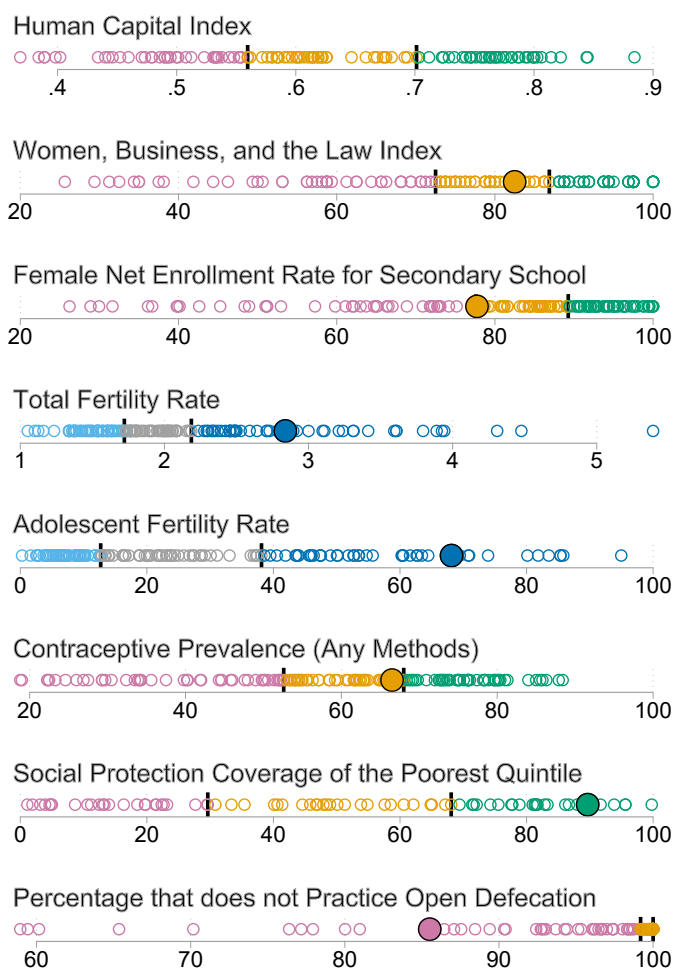 Human Capital Index
.4 .5 .6 .7 .8 .9
Women, Business, and the Law Index
20 40 60 80 100
Female Net Enrollment Rate for Secondary School
20 40 60 80 100
Total Fertility Rate
1 2 3 4 5
Adolescent Fertility Rate
0 20 40 60 80 100
Contraceptive Prevalence (Any Methods)
20 40 60 80 100
Social Protection Coverage of the Poorest Quintile
0 20 40 60 80 100
Percentage that does not Practice Open Defecation
60 70 80 90 100